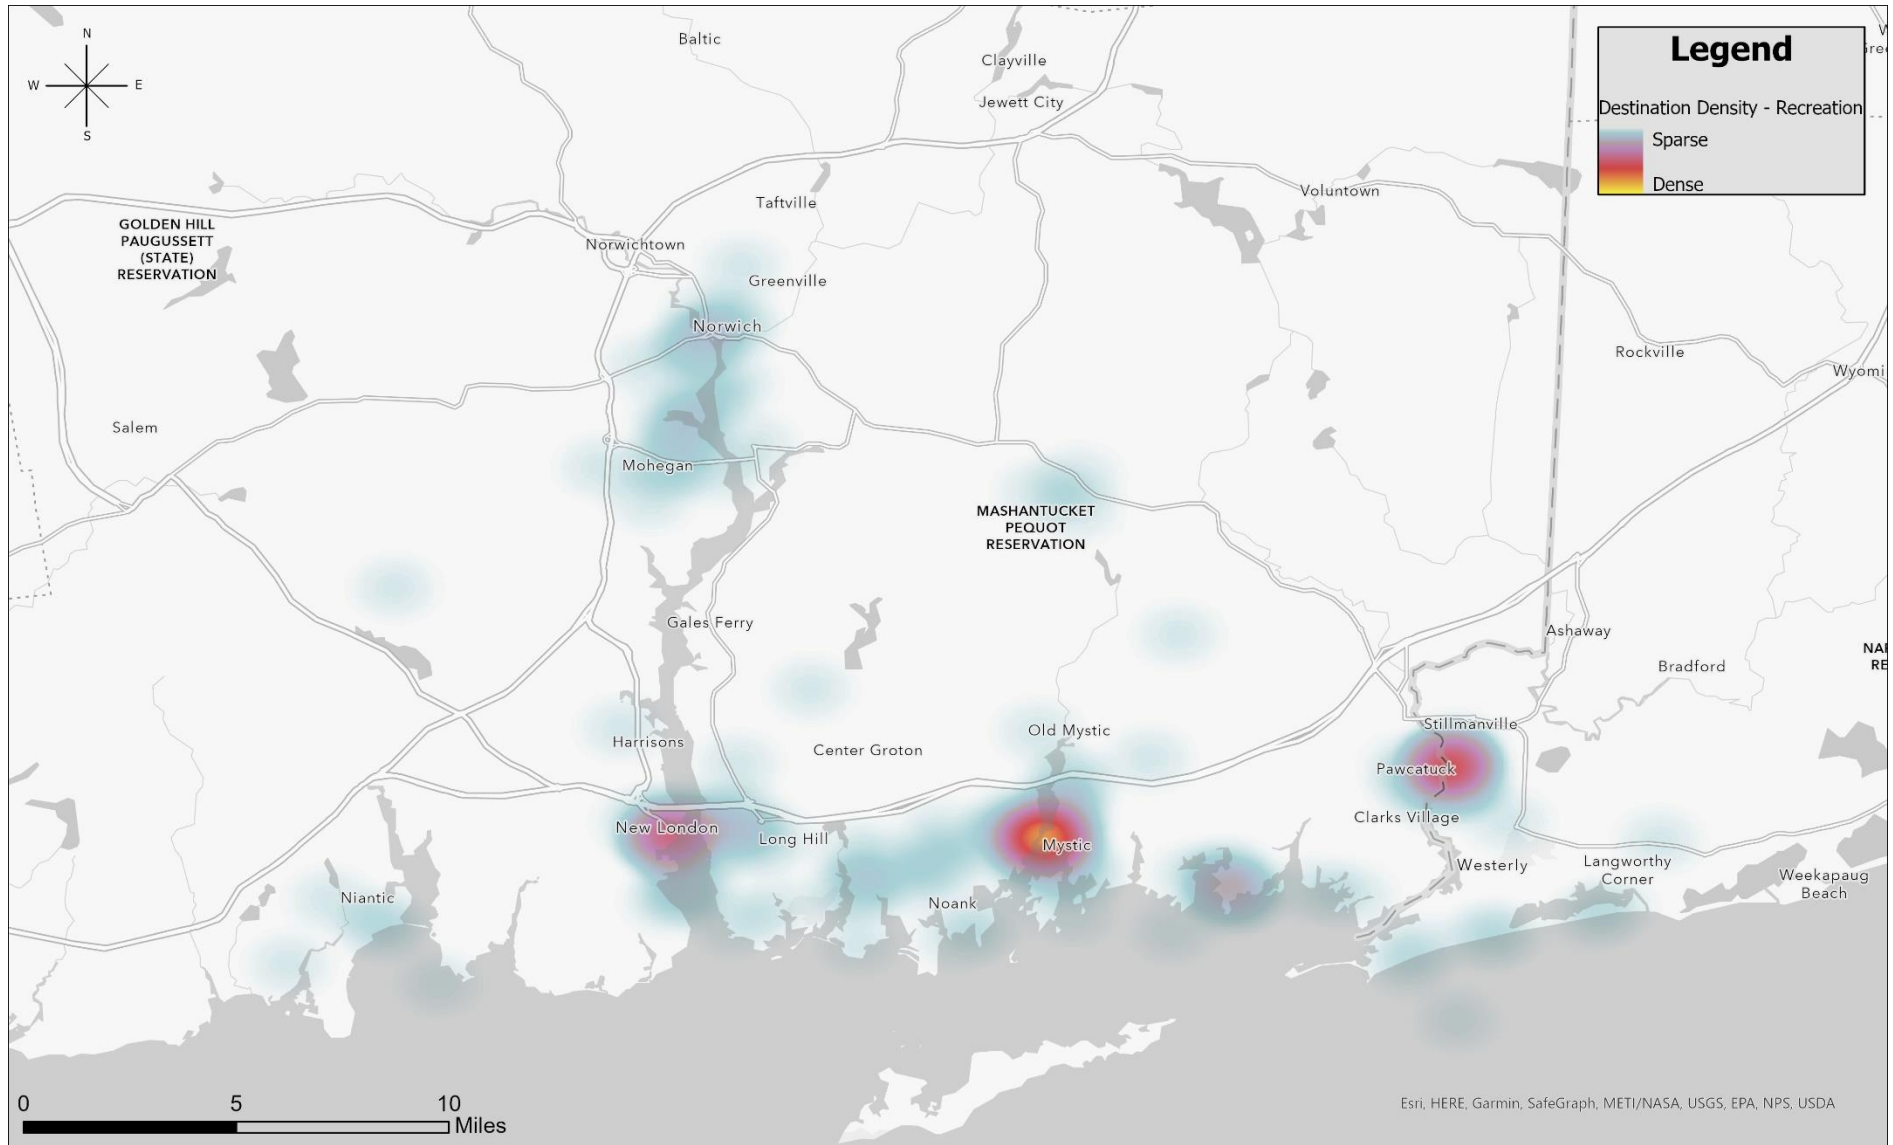 N
W E
S
Baltic
Clayville
Jewett City
Legend
Destination Density - Recreation
Sparse
Dense
Taftville
Voluntown
GOLDEN HILL
PAUGUSSETT
(STATE)
RESERVATION
Norwichtown
Greenville
Norwich
Rockville
Wyomi
Salem
Mohegan
MASHANTUCKET
PEQUOT
RESERVATION
Gales Ferry
Ashaway
NAR
RE
Bradford
Stillmanville
Old Mystic
Harrisons
Center Groton
Pawcatuck
Clarks Village
New London
Long Hill
Mystic
Westerly
Langworthy
Corner
Weekapaug
Beach
Niantic
Noank
0 5 10
Miles
Esri, HERE, Garmin, SafeGraph, METI/NASA, USGS, EPA, NPS, USDA